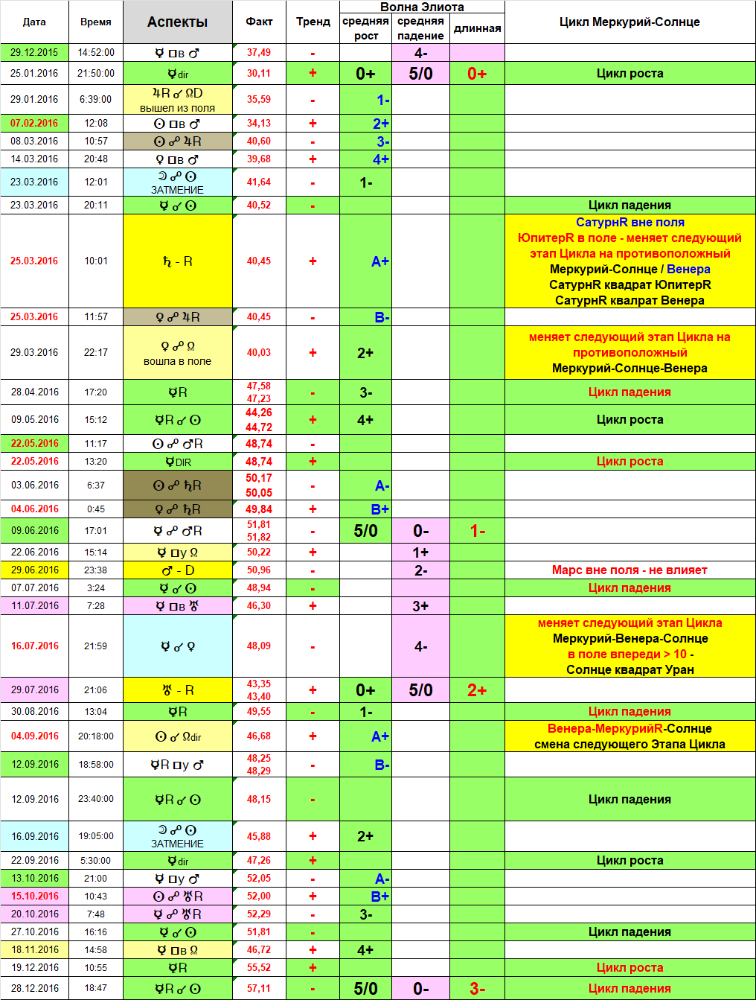 Дата Время Аспекты Факт Тренд Волна Элиота Цикл Меркурий-Солнце
средняя рост средняя падение длинная
29.12.2015 14:52:00 ☿ □в ♂ 37,49 - 4-
25.01.2016 21:50:00 ☿dir 30,11 + 0+ 5/0 0+ Цикл роста
29.01.2016 6:39:00 ♃R ☌ ☊D 35,59 - 1-
вышел из поля
07.02.2016 12:08 ☉ □в ♂ 34,13 + 2+
08.03.2016 10:57 ☉ ☍ ♃R 40,60 - 3-
14.03.2016 20:48 ♀ □в ♂ 39,68 + 4+
23.03.2016 12:01 ☽ ☍ ☉ 41,64 - 1-
ЗАТМЕНИЕ
23.03.2016 20:11 ☿ ☌ ☉ 40,52 - Цикл падения
25.03.2016 10:01 ♄ - R 40,45 + A+
СатурнR вне поля
ЮпитерR в поле - меняет следующий
этап Цикла на противоположный
Меркурий-Солнце / Венера
СатурнR квадрат ЮпитерR
СатурнR квалрат Венера
25.03.2016 11:57 ♀ ☍ ♃R 40,45 - B-
29.03.2016 22:17 ♀ ☍ ☊ 40,03 + 2+
вошла в поле
меняет следующий этап Цикла на
противоположный
Меркурий-Солнце-Венера
28.04.2016 17:20 ☿R 47,58 - 3- Цикл падения
47,23
09.05.2016 15:12 ☿R ☌ ☉ 44,26 + 4+ Цикл роста
44,72
22.05.2016 11:17 ☉ ☍ ♂R 48,74 -
22.05.2016 13:20 ☿DIR 48,74 + Цикл роста
03.06.2016 6:37 ☉ ☍ ♄R 50,17 - A-
50,05
04.06.2016 0:45 ♀ ☍ ♄R 49,84 + B+
09.06.2016 17:01 ☿ ☍ ♂R 51,81 - 5/0 0- 1-
51,82
22.06.2016 15:14 ☿ □у ☊ 50,22 + 1+
29.06.2016 23:38 ♂ - D 50,96 - 2- Марс вне поля - не влияет
07.07.2016 3:24 ☿ ☌ ☉ 48,94 - Цикл падения
11.07.2016 7:28 ☿ □в ♅ 46,30 + 3+
16.07.2016 21:59 ☿ ☌ ♀ 48,09 - 4-
меняет следующий этап Цикла
Меркурий-Венера-Солнце
в поле впереди > 10 -
Солнце квадрат Уран
29.07.2016 21:06 ♅ - R 43,35 + 0+ 5/0 2+
43,40
30.08.2016 13:04 ☿R 49,55 - 1- Цикл падения
04.09.2016 20:18:00 ☉ ☌ ☊dir 46,68 + A+
Венера-МеркурийR-Солнце
смена следующего Этапа Цикла
12.09.2016 18:58:00 ☿R □у ♂ 48,25 - B-
48,29
12.09.2016 23:40:00 ☿R ☌ ☉ 48,15 - Цикл падения
16.09.2016 19:05:00 ☽ ☍ ☉ 45,88 + 2+
ЗАТМЕНИЕ
22.09.2016 5:30:00 ☿dir 47,26 + Цикл роста
13.10.2016 21:00 ☿ □у ♂ 52,05 - A-
15.10.2016 10:43 ☉ ☍ ♅R 52,00 + B+
20.10.2016 7:48 ☿ ☍ ♅R 52,29 - 3-
27.10.2016 16:16 ☿ ☌ ☉ 51,81 - Цикл падения
18.11.2016 14:58 ☿ □в ☊ 46,72 + 4+
19.12.2016 10:55 ☿R 55,52 + Цикл роста
28.12.2016 18:47 ☿R ☌ ☉ 57,11 - 5/0 0- 3- Цикл падения